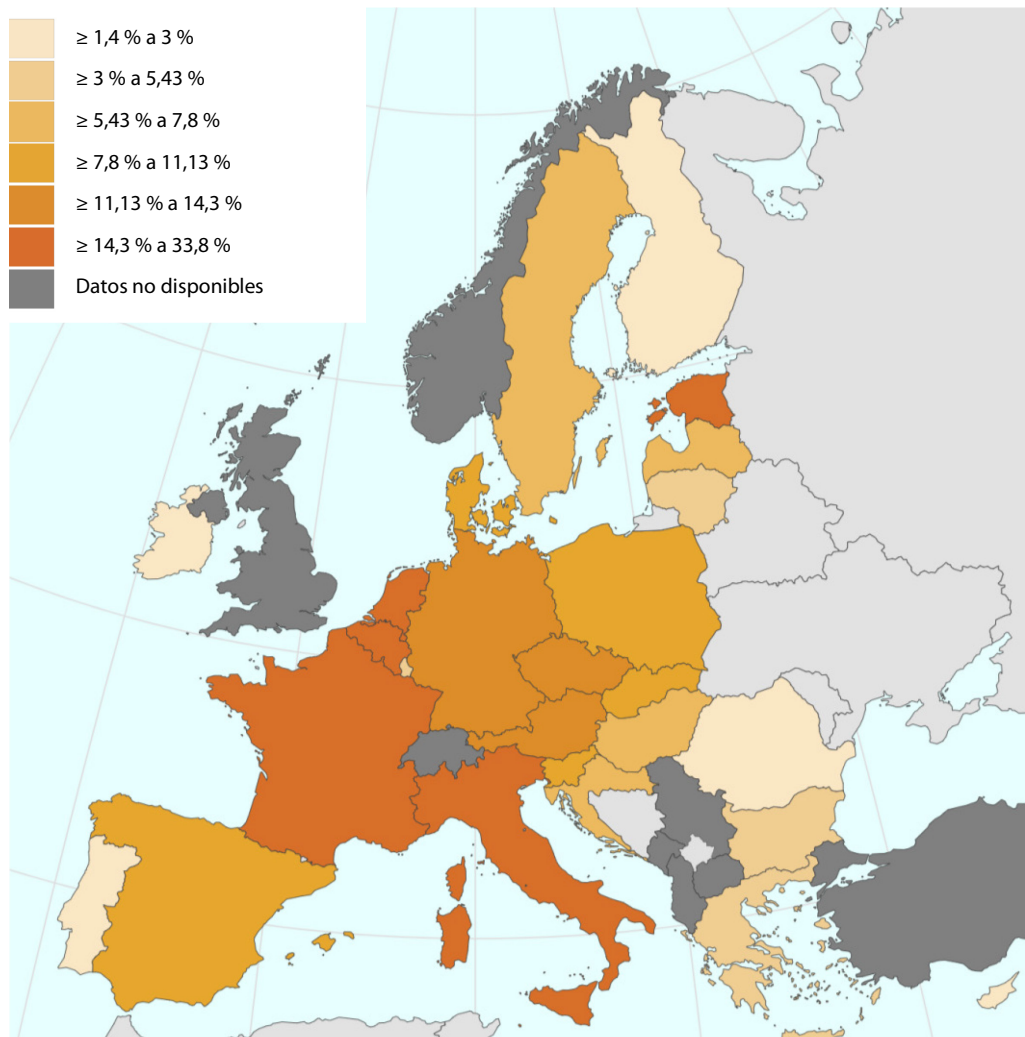 ≥ 1,4 % a 3 %
≥ 3 % a 5,43 %
≥ 5,43 % a 7,8 %
≥ 7,8 % a 11,13 %
≥ 11,13 % a 14,3 %
≥ 14,3 % a 33,8 %
Datos no disponibles